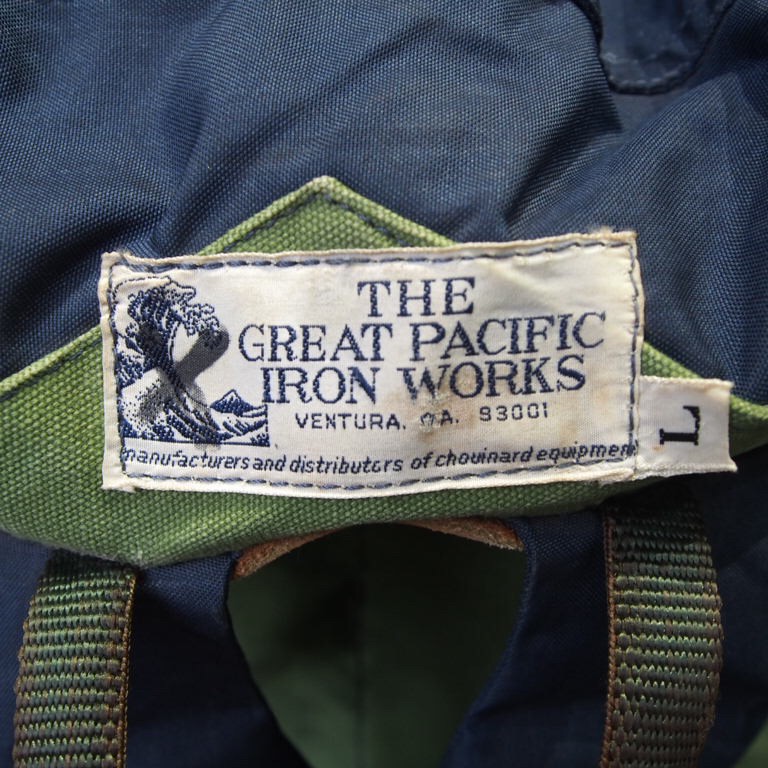 THE
GREAT PACIFIC
IRON WORKS
VENTURA, CA. 93001
manufacturers and distributors of chouinard equipment
L